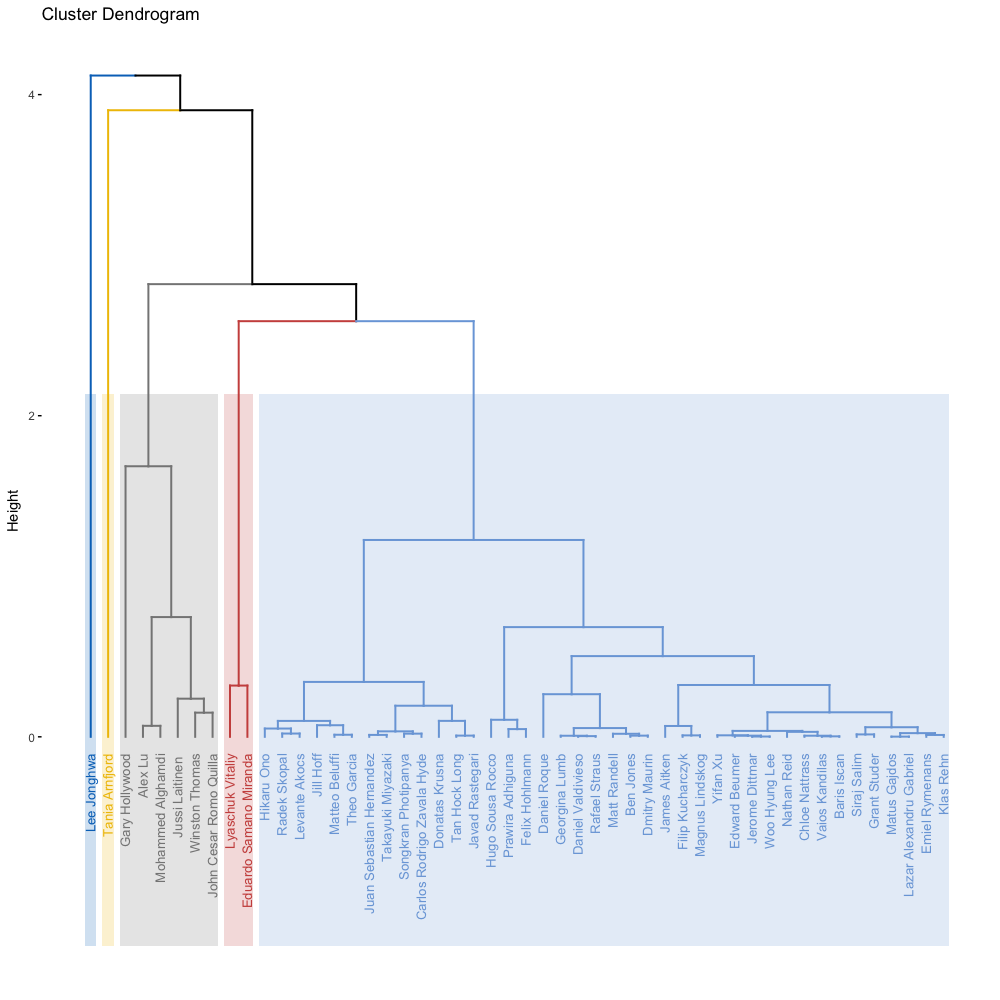 Cluster Dendrogram
4
2
0
Height
Lee Jonghwa
Tania Amfjord
Gary Hollywood
Alex Lu
Mohammed Alghamdi
Jussi Laitinen
Winston Thomas
John Cesar Romo Quilla
Lyaschuk Vitaliy
Eduardo Samano Miranda
Hikaru Ono
Radek Skopal
Levante Akocs
Jill Hoff
Matteo Beluffi
Theo Garcia
Juan Sebastian Hernandez
Takayuki Miyazaki
Songkran Photipanya
Carlos Rodrigo Zavala Hyde
Donatas Krusna
Tan Hock Long
Javad Rastegari
Hugo Sousa Rocco
Prawira Adhiguna
Felix Hohlmann
Daniel Roque
Georgina Lumb
Daniel Valdivieso
Rafael Straus
Matt Randell
Ben Jones
Dmitry Maurin
James Aitken
Filip Kucharczyk
Magnus Lindskog
Yifan Xu
Edward Beumer
Jerome Dittmar
Woo Hyung Lee
Nathan Reid
Chloe Nattrass
Vaios Kandilas
Baris Iscan
Siraj Salim
Grant Studer
Matus Gajdos
Lazar Alexandru Gabriel
Emiel Rymenans
Klas Rehn